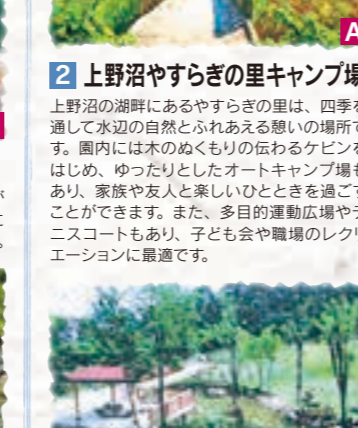 A
2 上野沼やすらぎの里キャンプ場
上野沼の湖畔にあるやすらぎの里は、四季を
通して水辺の自然とふれあえる憩いの場所で
す。園内には木のぬくもりの伝わるケビンを
はじめ、ゆったりとしたオートキャンプ場も
あり、家族や友人と楽しいひとときを過ごす
ことができます。また、多目的運動広場やテ
ニスコートもあり、子ども会や職場のレクリ
エーションに最適です。
が
に
。